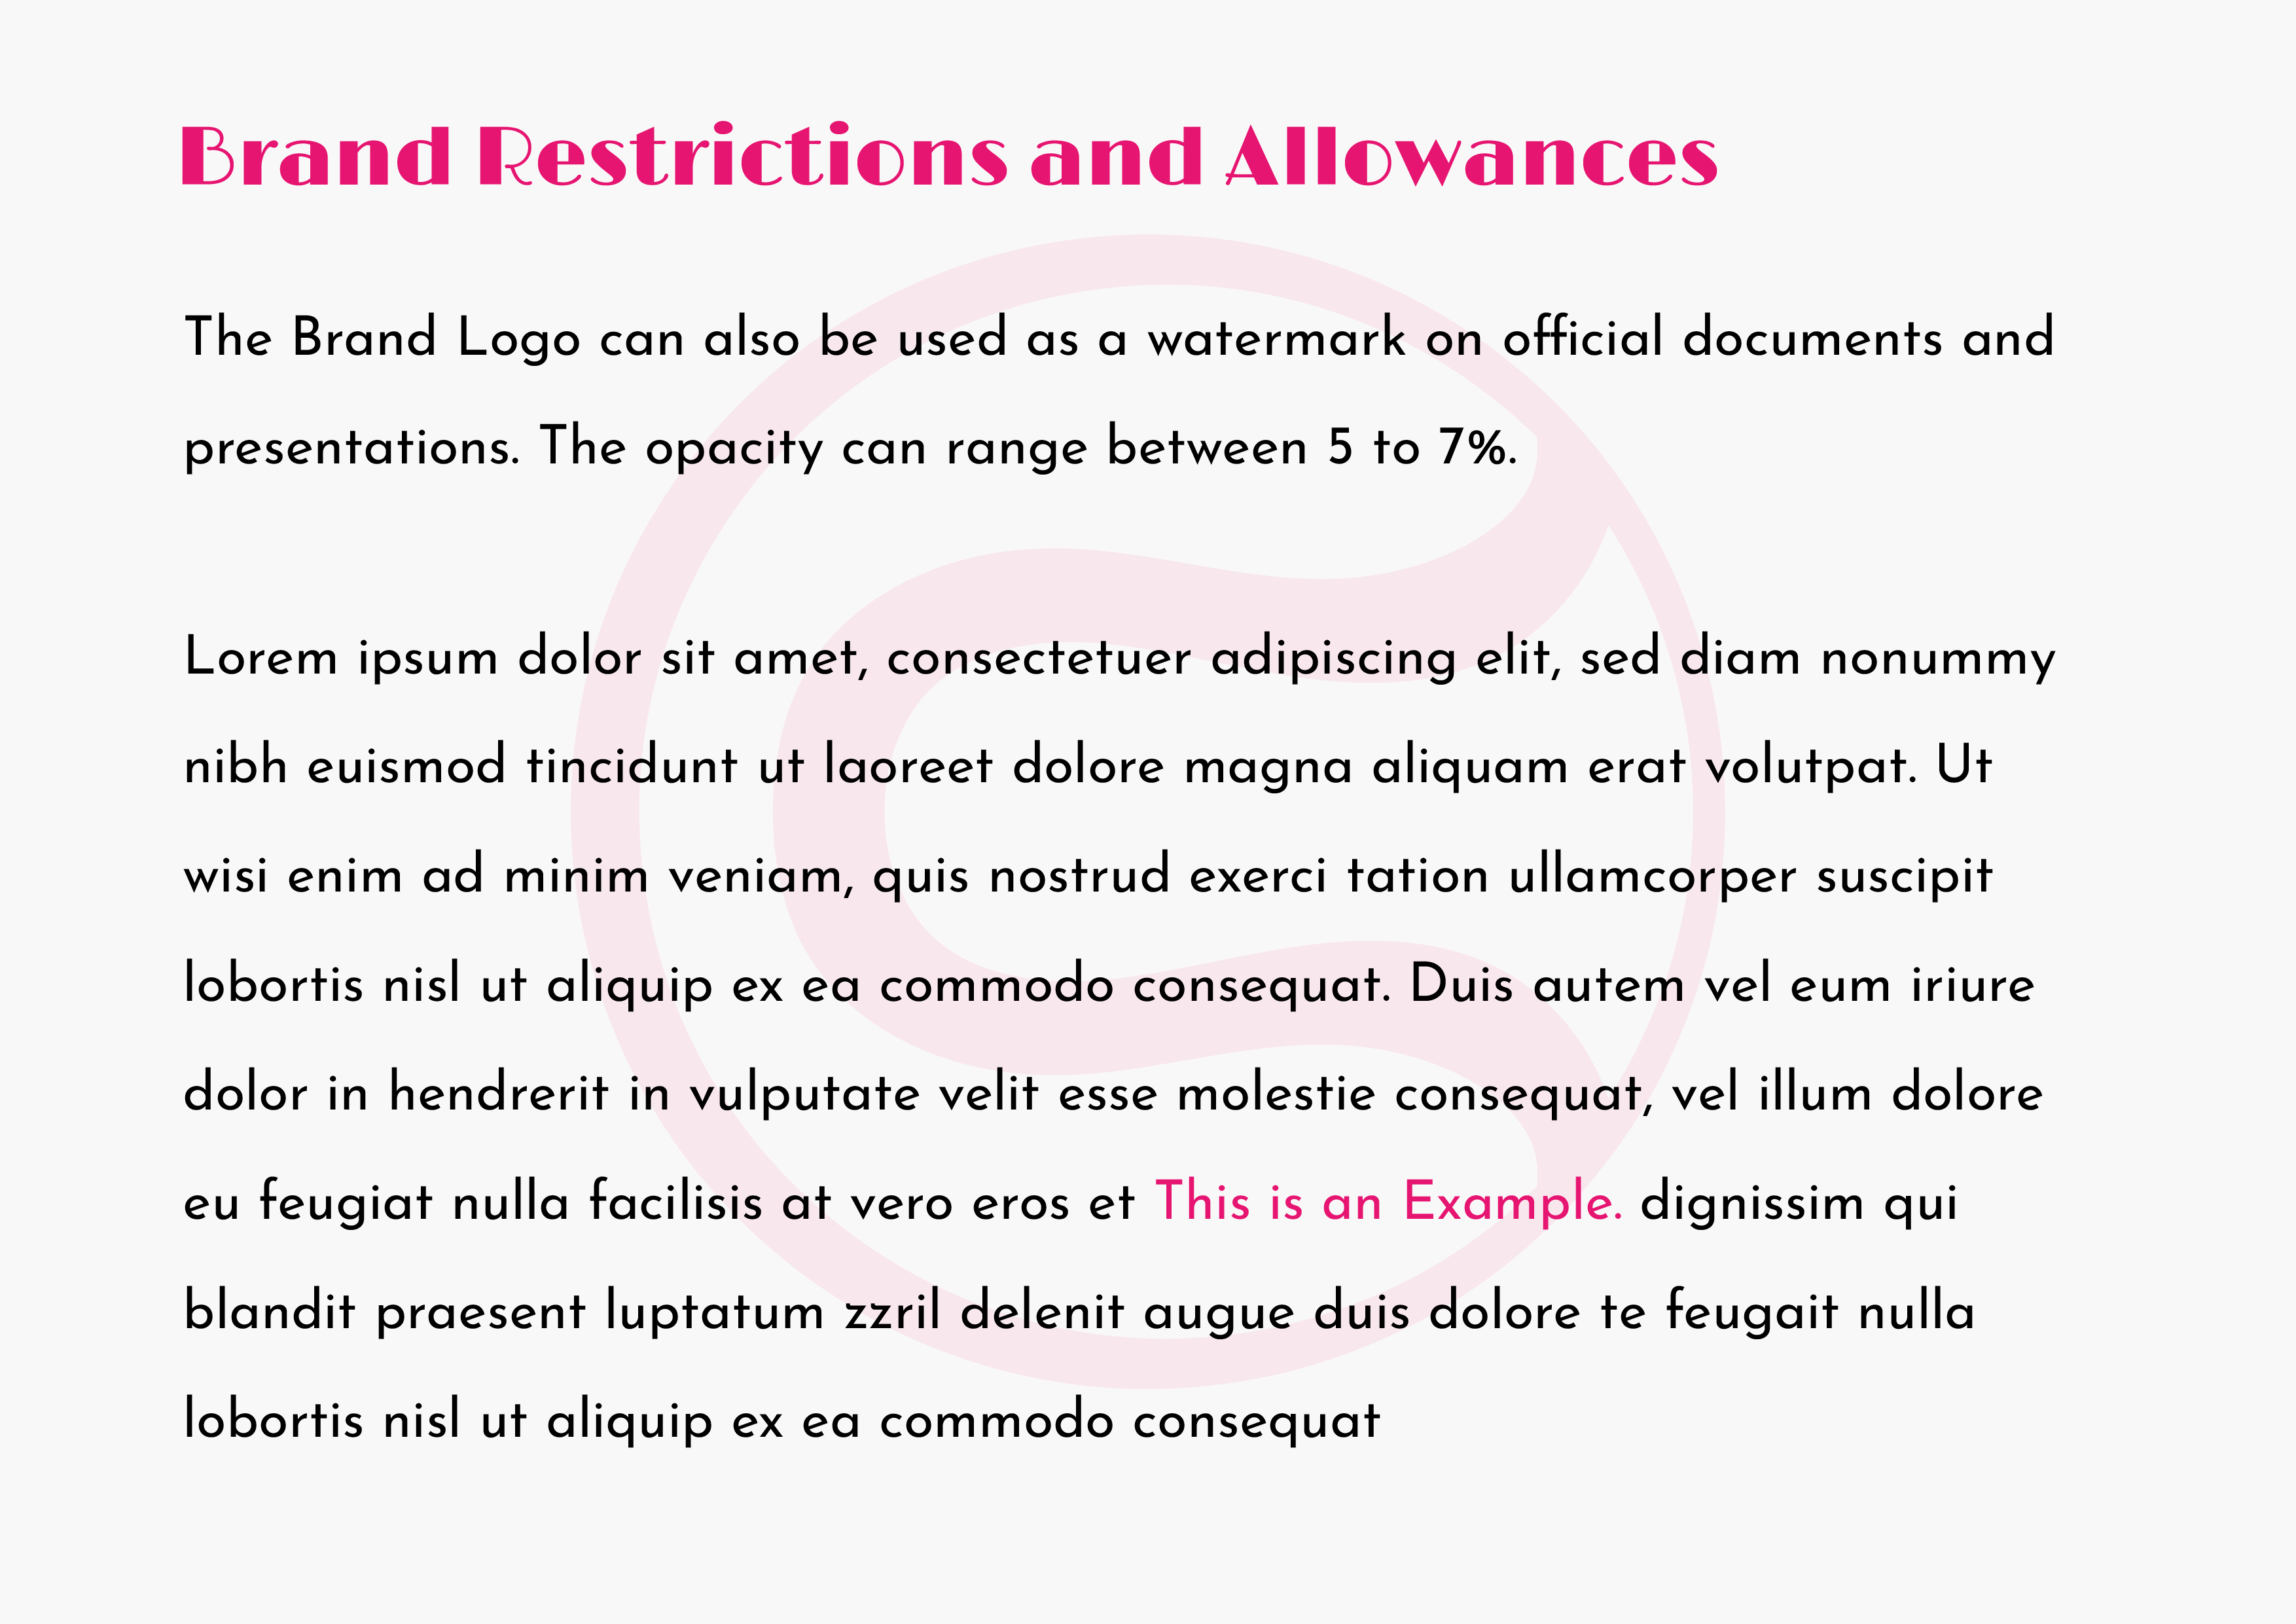 Brand Restrictions and Allowances
The Brand Logo can also be used as a watermark on official documents and
presentations. The opacity can range between 5 to 7%.
Lorem ipsum dolor sit amet, consectetuer adipiscing elit, sed diam nonummy
nibh euismod tincidunt ut laoreet dolore magna aliquam erat volutpat. Ut
wisi enim ad minim veniam, quis nostrud exerci tation ullamcorper suscipit
lobortis nisl ut aliquip ex ea commodo consequat. Duis autem vel eum iriure
dolor in hendrerit in vulputate velit esse molestie consequat, vel illum dolore
eu feugiat nulla facilisis at vero eros et This is an Example. dignissim qui
blandit praesent luptatum zzril delenit augue duis dolore te feugait nulla
lobortis nisl ut aliquip ex ea commodo consequat